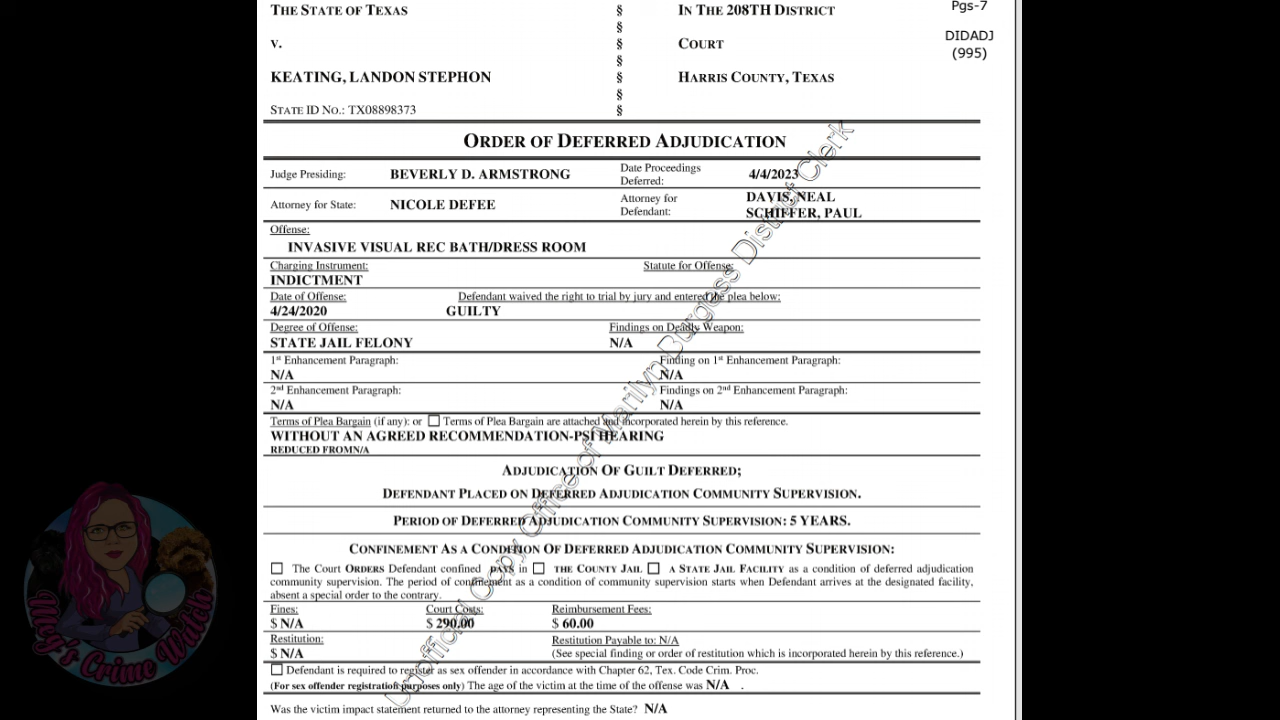 Pgs-7
THE STATE OF TEXAS § IN THE 208TH DISTRICT
§
DIDADJ
V. § COURT
(995)
§
KEATING, LANDON STEPHON § HARRIS COUNTY, TEXAS
§
STATE ID NO.: TX08898373 §
ORDER OF DEFERRED ADJUDICATION
Judge Presiding: BEVERLY D. ARMSTRONG Date Proceedings Deferred: 4/4/2023
Attorney for State: NICOLE DEFEE Attorney for Defendant: DAVIS, NEAL
SCHIFFER, PAUL
Offense:
INVASIVE VISUAL REC BATH/DRESS ROOM
Charging Instrument: Statute for Offense:
INDICTMENT
Date of Offense: Defendant waived the right to trial by jury and entered the plea below:
4/24/2020 GUILTY
Degree of Offense: Findings on Deadly Weapon:
STATE JAIL FELONY N/A
1st Enhancement Paragraph: Finding on 1st Enhancement Paragraph:
N/A N/A
2nd Enhancement Paragraph: Findings on 2nd Enhancement Paragraph:
N/A N/A
Terms of Plea Bargain (if any): or ☐ Terms of Plea Bargain are attached and incorporated herein by this reference.
WITHOUT AN AGREED RECOMMENDATION-PSI HEARING
REDUCED FROMN/A
ADJUDICATION OF GUILT DEFERRED;
DEFENDANT PLACED ON DEFERRED ADJUDICATION COMMUNITY SUPERVISION.
PERIOD OF DEFERRED ADJUDICATION COMMUNITY SUPERVISION: 5 YEARS.
CONFINEMENT AS A CONDITION OF DEFERRED ADJUDICATION COMMUNITY SUPERVISION:
☐ The Court ORDERS Defendant confined DAYS in ☐ THE COUNTY JAIL ☐ A STATE JAIL FACILITY as a condition of deferred adjudication
community supervision. The period of confinement as a condition of community supervision starts when Defendant arrives at the designated facility,
absent a special order to the contrary.
Fines: Court Costs: Reimbursement Fees:
$ N/A $ 290.00 $ 60.00
Restitution: Restitution Payable to: N/A
$ N/A (See special finding or order of restitution which is incorporated herein by this reference.)
☐ Defendant is required to register as sex offender in accordance with Chapter 62, Tex. Code Crim. Proc.
(For sex offender registration purposes only) The age of the victim at the time of the offense was N/A .
Was the victim impact statement returned to the attorney representing the State? N/A
Unofficial Copy Office of Marilyn Burgess District Clerk
Mel's Crime Watch